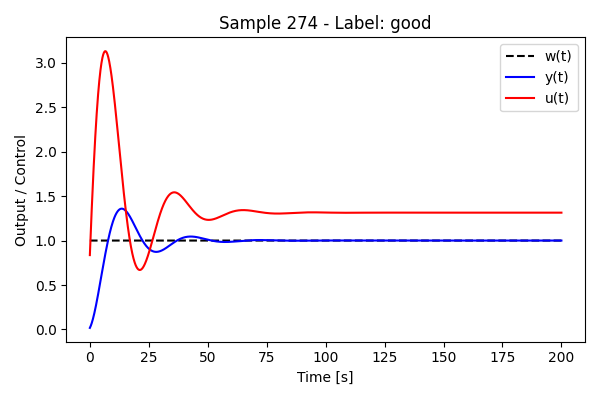 Sample 274 - Label: good
w(t)
y(t)
u(t)
Output / Control
3.0
2.5
2.0
1.5
1.0
0.5
0.0
0 25 50 75 100 125 150 175 200
Time [s]